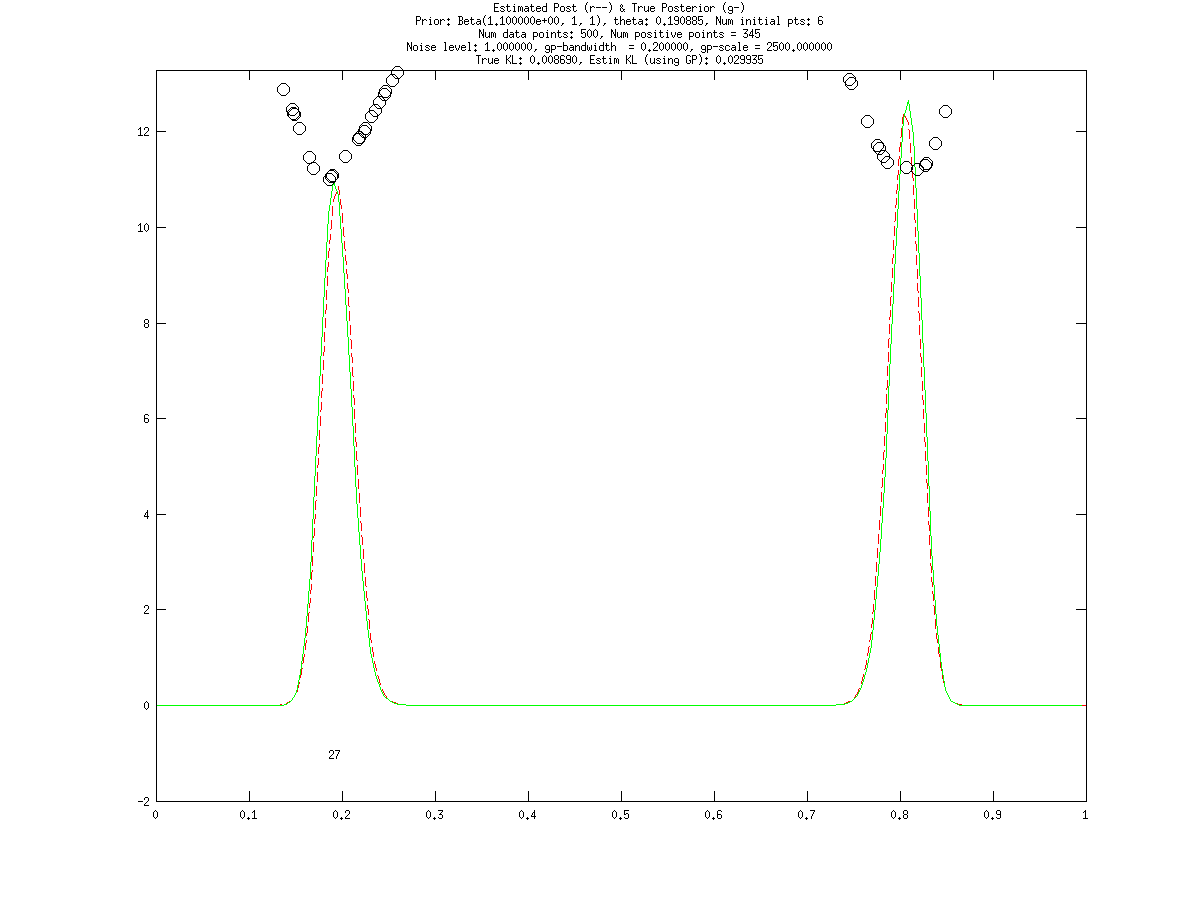 Estimated Post (r--) & True Posterior (g-)
Prior: Beta(1.100000e+00, 1, 1), theta: 0.190885, Num initial pts: 6
Num data points: 500, Num positive points = 345
Noise level: 1.000000, gp-bandwidth  = 0.200000, gp-scale = 2500.000000
True KL: 0.008690, Estim KL (using GP): 0.029935
12
10
8
6
4
2
0
27
-2
0 0.1 0.2 0.3 0.4 0.5 0.6 0.7 0.8 0.9 1